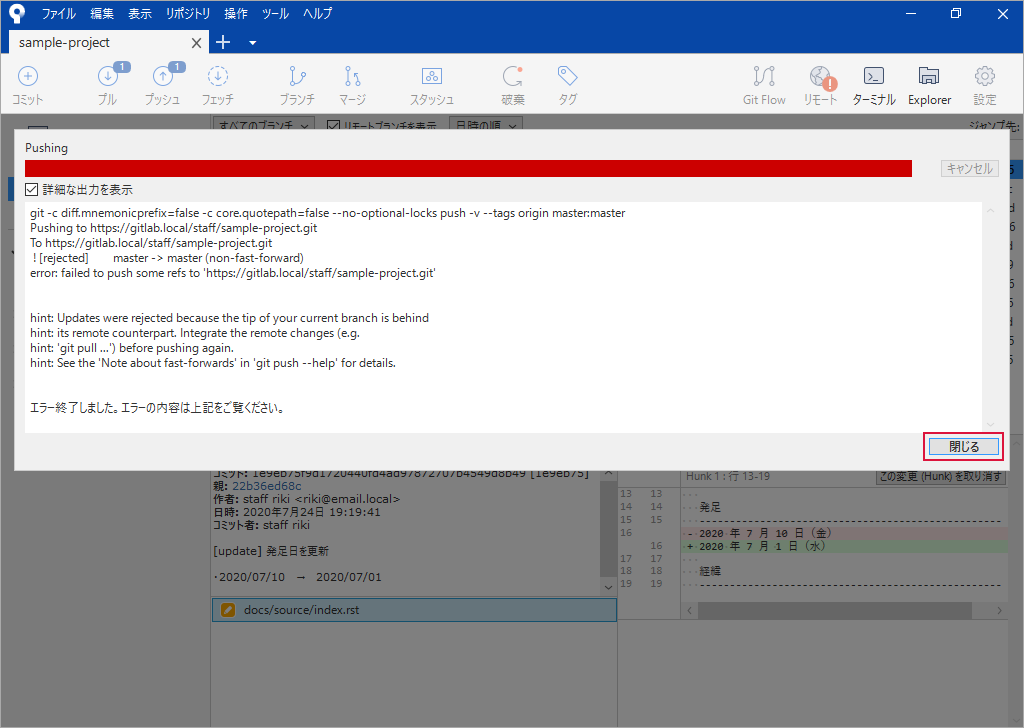 ファイル 編集 表示 リポジトリ 操作 ツール ヘルプ
sample-project
1 1
コミット プル プッシュ フェッチ ブランチ マージ スタッシュ 破棄 タグ Git Flow リモート ターミナル Explorer 設定
すべてのブランチ リモートブランチを表示 日時の順 ジャンプ先:
Pushing
キャンセル
詳細な出力を表示
git -c diff.mnemonicprefix=false -c core.quotepath=false --no-optional-locks push -v --tags origin master:master
Pushing to https://gitlab.local/staff/sample-project.git
To https://gitlab.local/staff/sample-project.git
! [rejected] master -> master (non-fast-forward)
error: failed to push some refs to 'https://gitlab.local/staff/sample-project.git'
hint: Updates were rejected because the tip of your current branch is behind
hint: its remote counterpart. Integrate the remote changes (e.g.
hint: 'git pull ...') before pushing again.
hint: See the 'Note about fast-forwards' in 'git push --help' for details.
エラー終了しました。エラーの内容は上記をご覧ください。
閉じる
コミット: 1e9eb75f9d1720440fd4ad97872707b4549d8b49 [1e9eb75]
親: 22b36ed68c
作者: staff riki <riki@email.local>
日時: 2020年7月24日 19:19:41
コミット者: staff riki
[update] 発足日を更新
・2020/07/10 → 2020/07/01
docs/source/index.rst
Hunk 1 : 行 13-19 この変更 (Hunk) を取り消す
13 13
14 14 発足
15 15 ----------------------------------------
16 - 2020 年 7 月 10 日 (金)
16 + 2020 年 7 月 1 日 (水)
17 17
18 18 経緯
19 19 ----------------------------------------